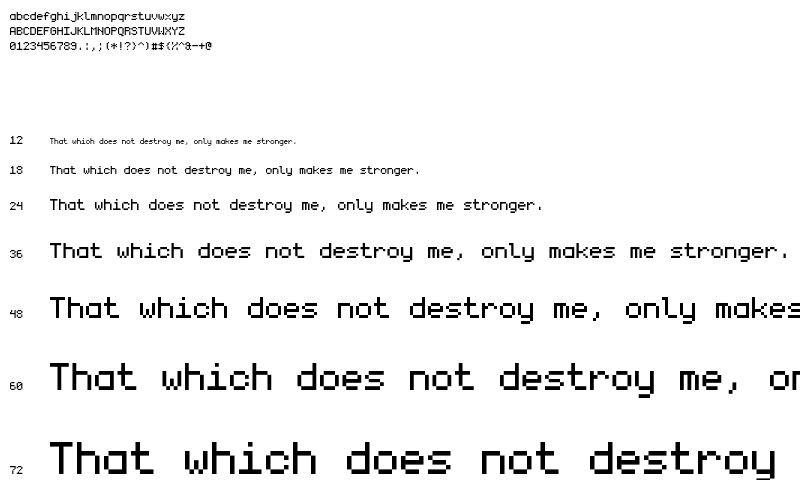 abcdefghijklmnopqrstuvwxyz
ABCDEFGHIJKLMNOPQRSTUVWXYZ
0123456789.:,;(*!?}^)#${%^&-+@
12 That which does not destroy me, only makes me stronger.
18 That which does not destroy me, only makes me stronger.
24 That which does not destroy me, only makes me stronger.
36 That which does not destroy me, only makes me stronger.
48 That which does not destroy me, only makes
60 That which does not destroy me, or
72 That which does not destroy